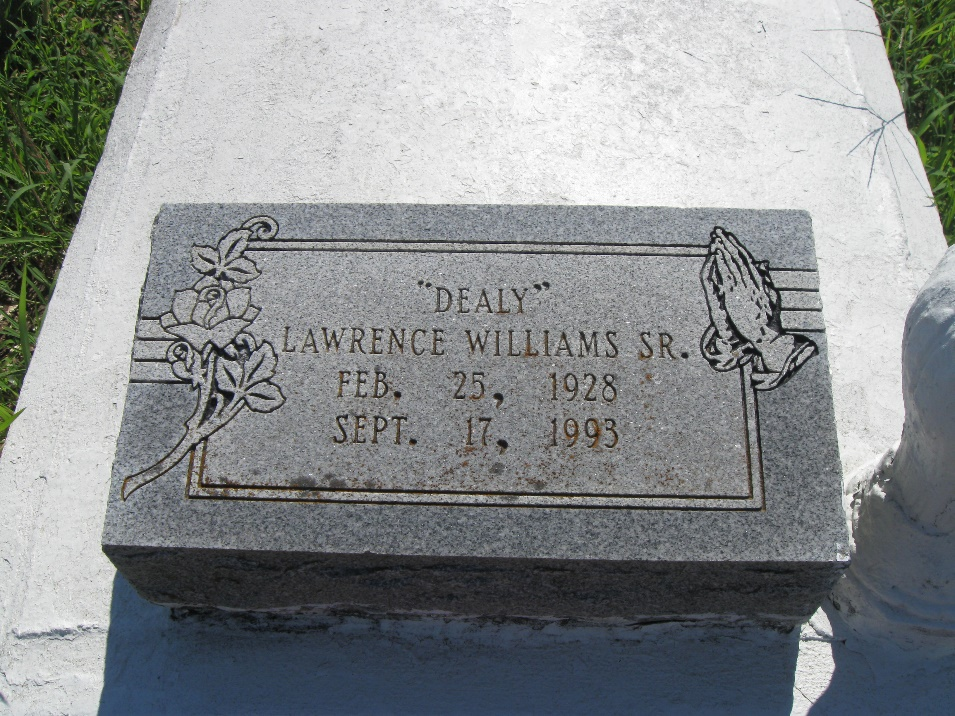 "DEALY"
LAWRENCE WILLIAMS SR.
FEB. 25, 1928
SEPT. 17, 1993